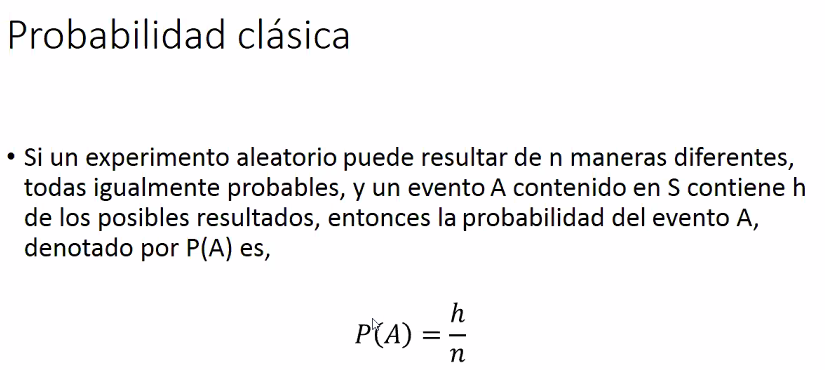 Probabilidad clásica
• Si un experimento aleatorio puede resultar de n maneras diferentes,
todas igualmente probables, y un evento A contenido en S contiene h
de los posibles resultados, entonces la probabilidad del evento A,
denotado por P(A) es,
P(A) = h/n